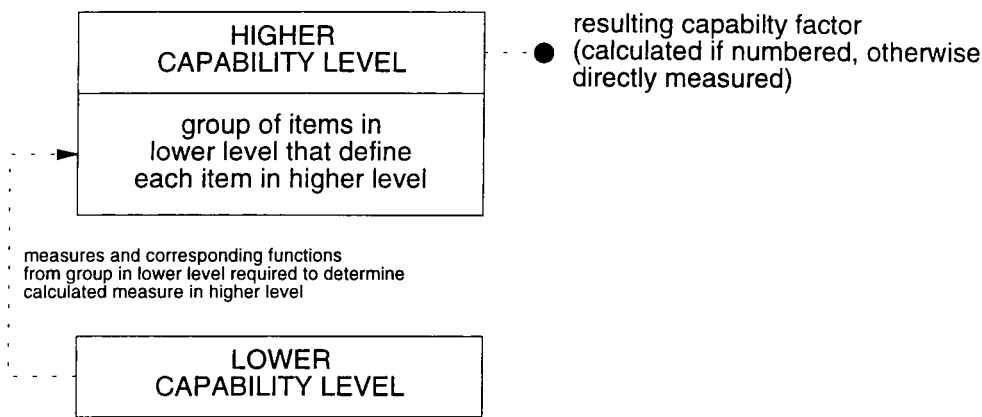 HIGHER
CAPABILITY LEVEL
resulting capabilty factor
(calculated if numbered, otherwise
directly measured)
group of items in
lower level that define
each item in higher level
measures and corresponding functions
from group in lower level required to determine
calculated measure in higher level
LOWER
CAPABILITY LEVEL